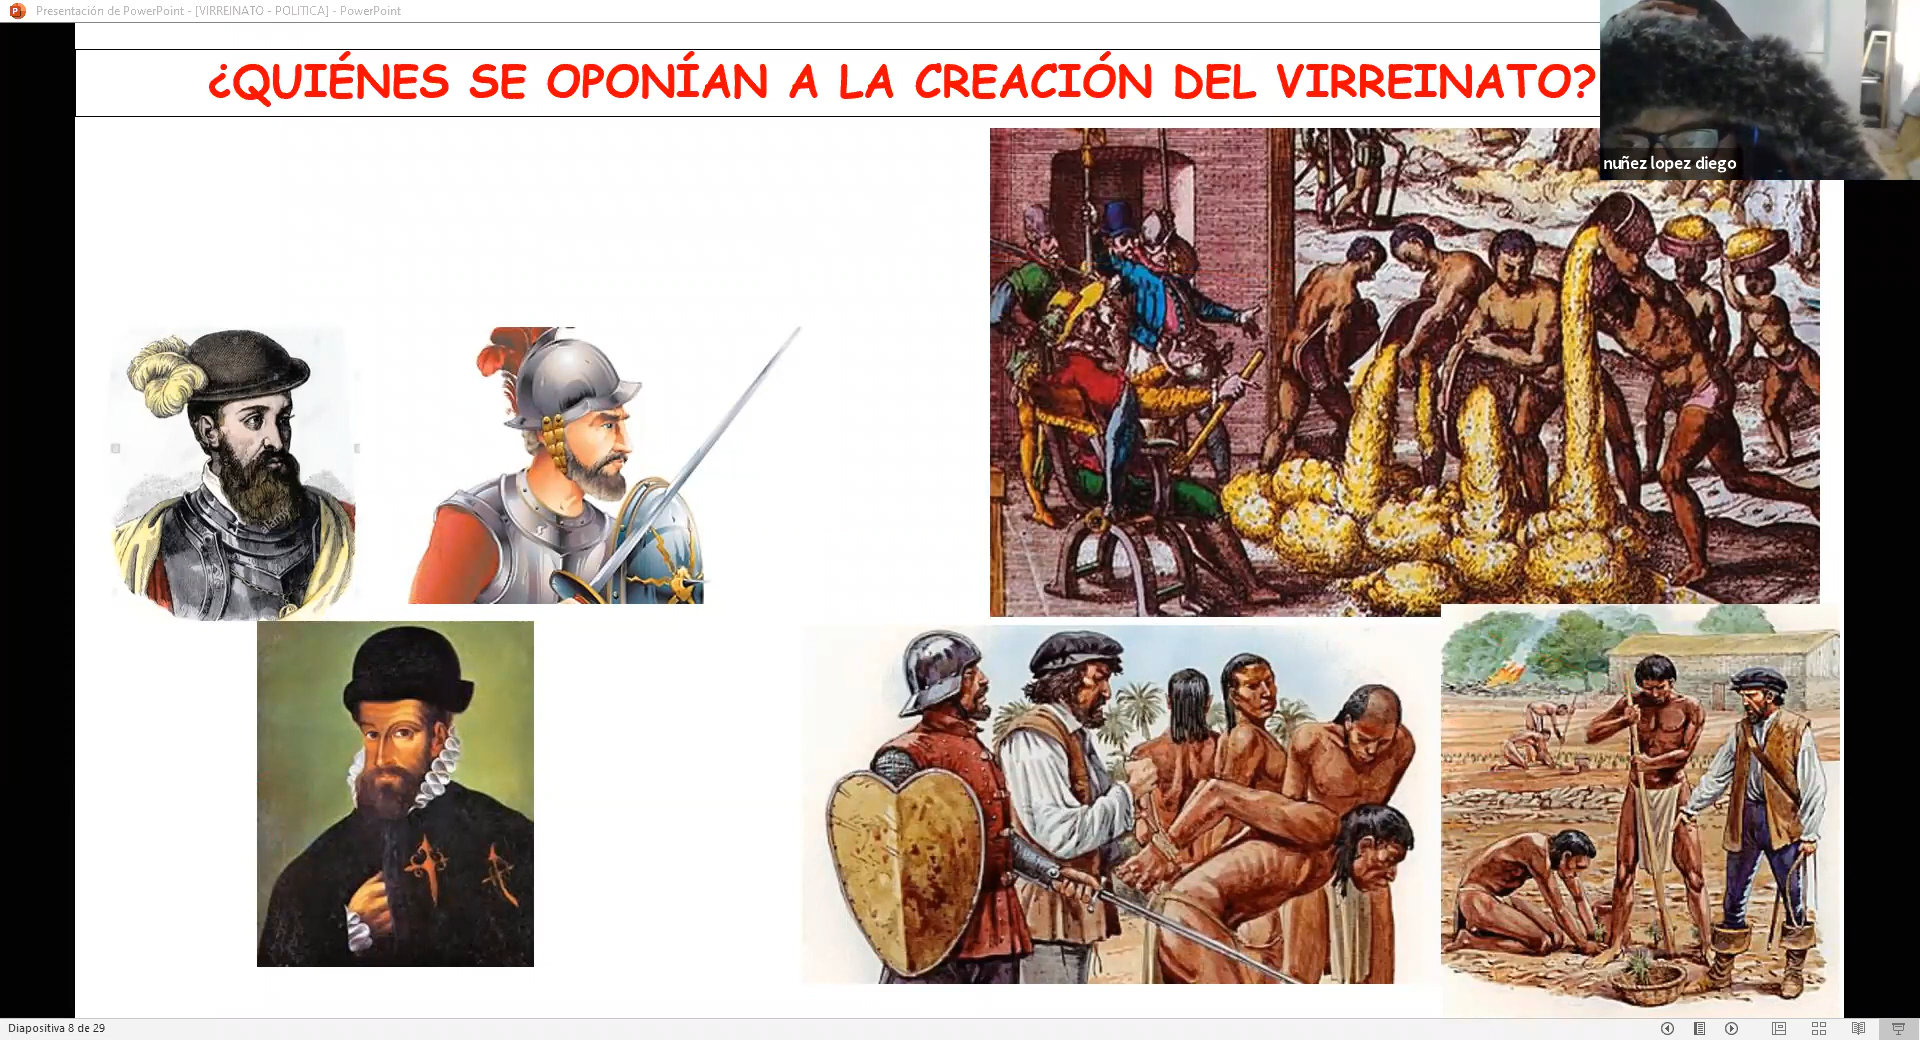 Presentación de PowerPoint - [VIRREINATO - POLITICA] - PowerPoint
¿QUIÉNES SE OPONÍAN A LA CREACIÓN DEL VIRREINATO?
nuñez lopez diego
alamy
Diapositiva 8 de 29